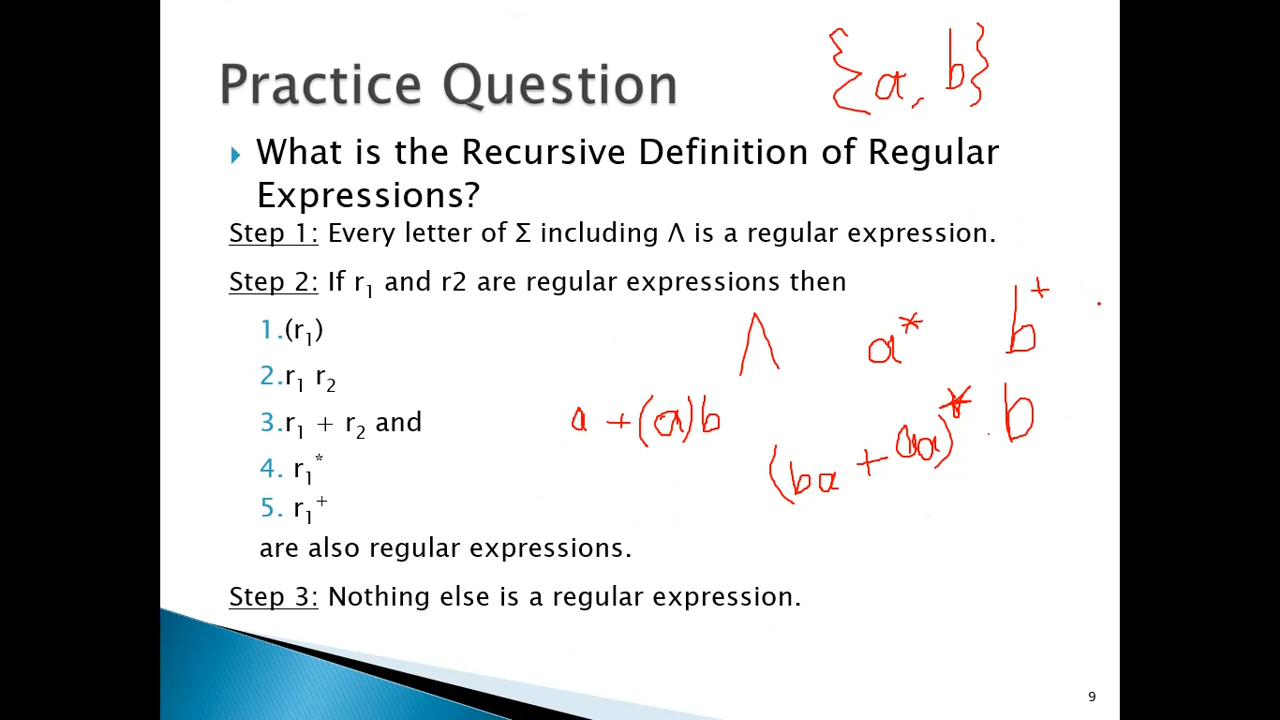 {a, b}
Practice Question
What is the Recursive Definition of Regular
Expressions?
Step 1: Every letter of Σ including Λ is a regular expression.
Step 2: If r₁ and r2 are regular expressions then
1.(r₁)
Λ a* b⁺
2.r₁ r₂
3.r₁ + r₂ and
a + (a)b
(ba + aa)* b
4. r₁*
5. r₁⁺
are also regular expressions.
Step 3: Nothing else is a regular expression.
9